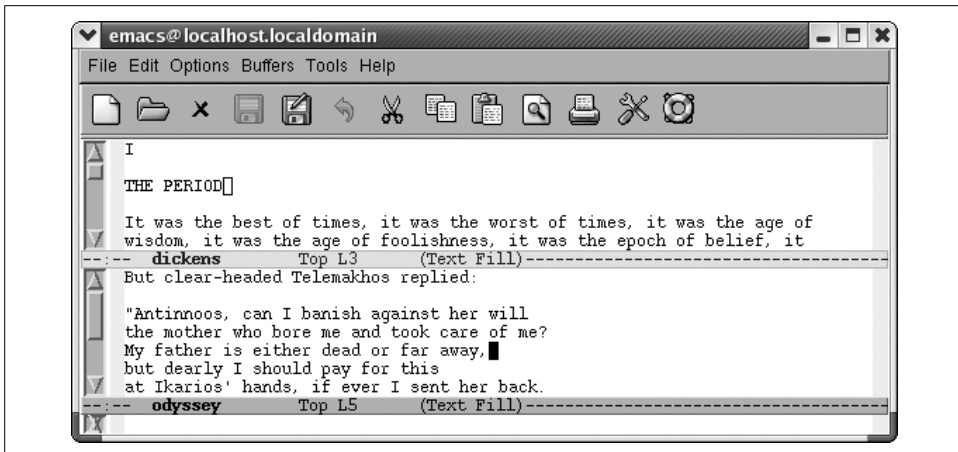 emacs@localhost.localdomain
File Edit Options Buffers Tools Help
I
THE PERIOD
It was the best of times, it was the worst of times, it was the age of
wisdom, it was the age of foolishness, it was the epoch of belief, it
--:-- dickens Top L3 (Text Fill)--------------------------------------
But clear-headed Telemakhos replied:
"Antinnoos, can I banish against her will
the mother who bore me and took care of me?
My father is either dead or far away,
but dearly I should pay for this
at Ikarios' hands, if ever I sent her back.
--:-- odyssey Top L5 (Text Fill)--------------------------------------